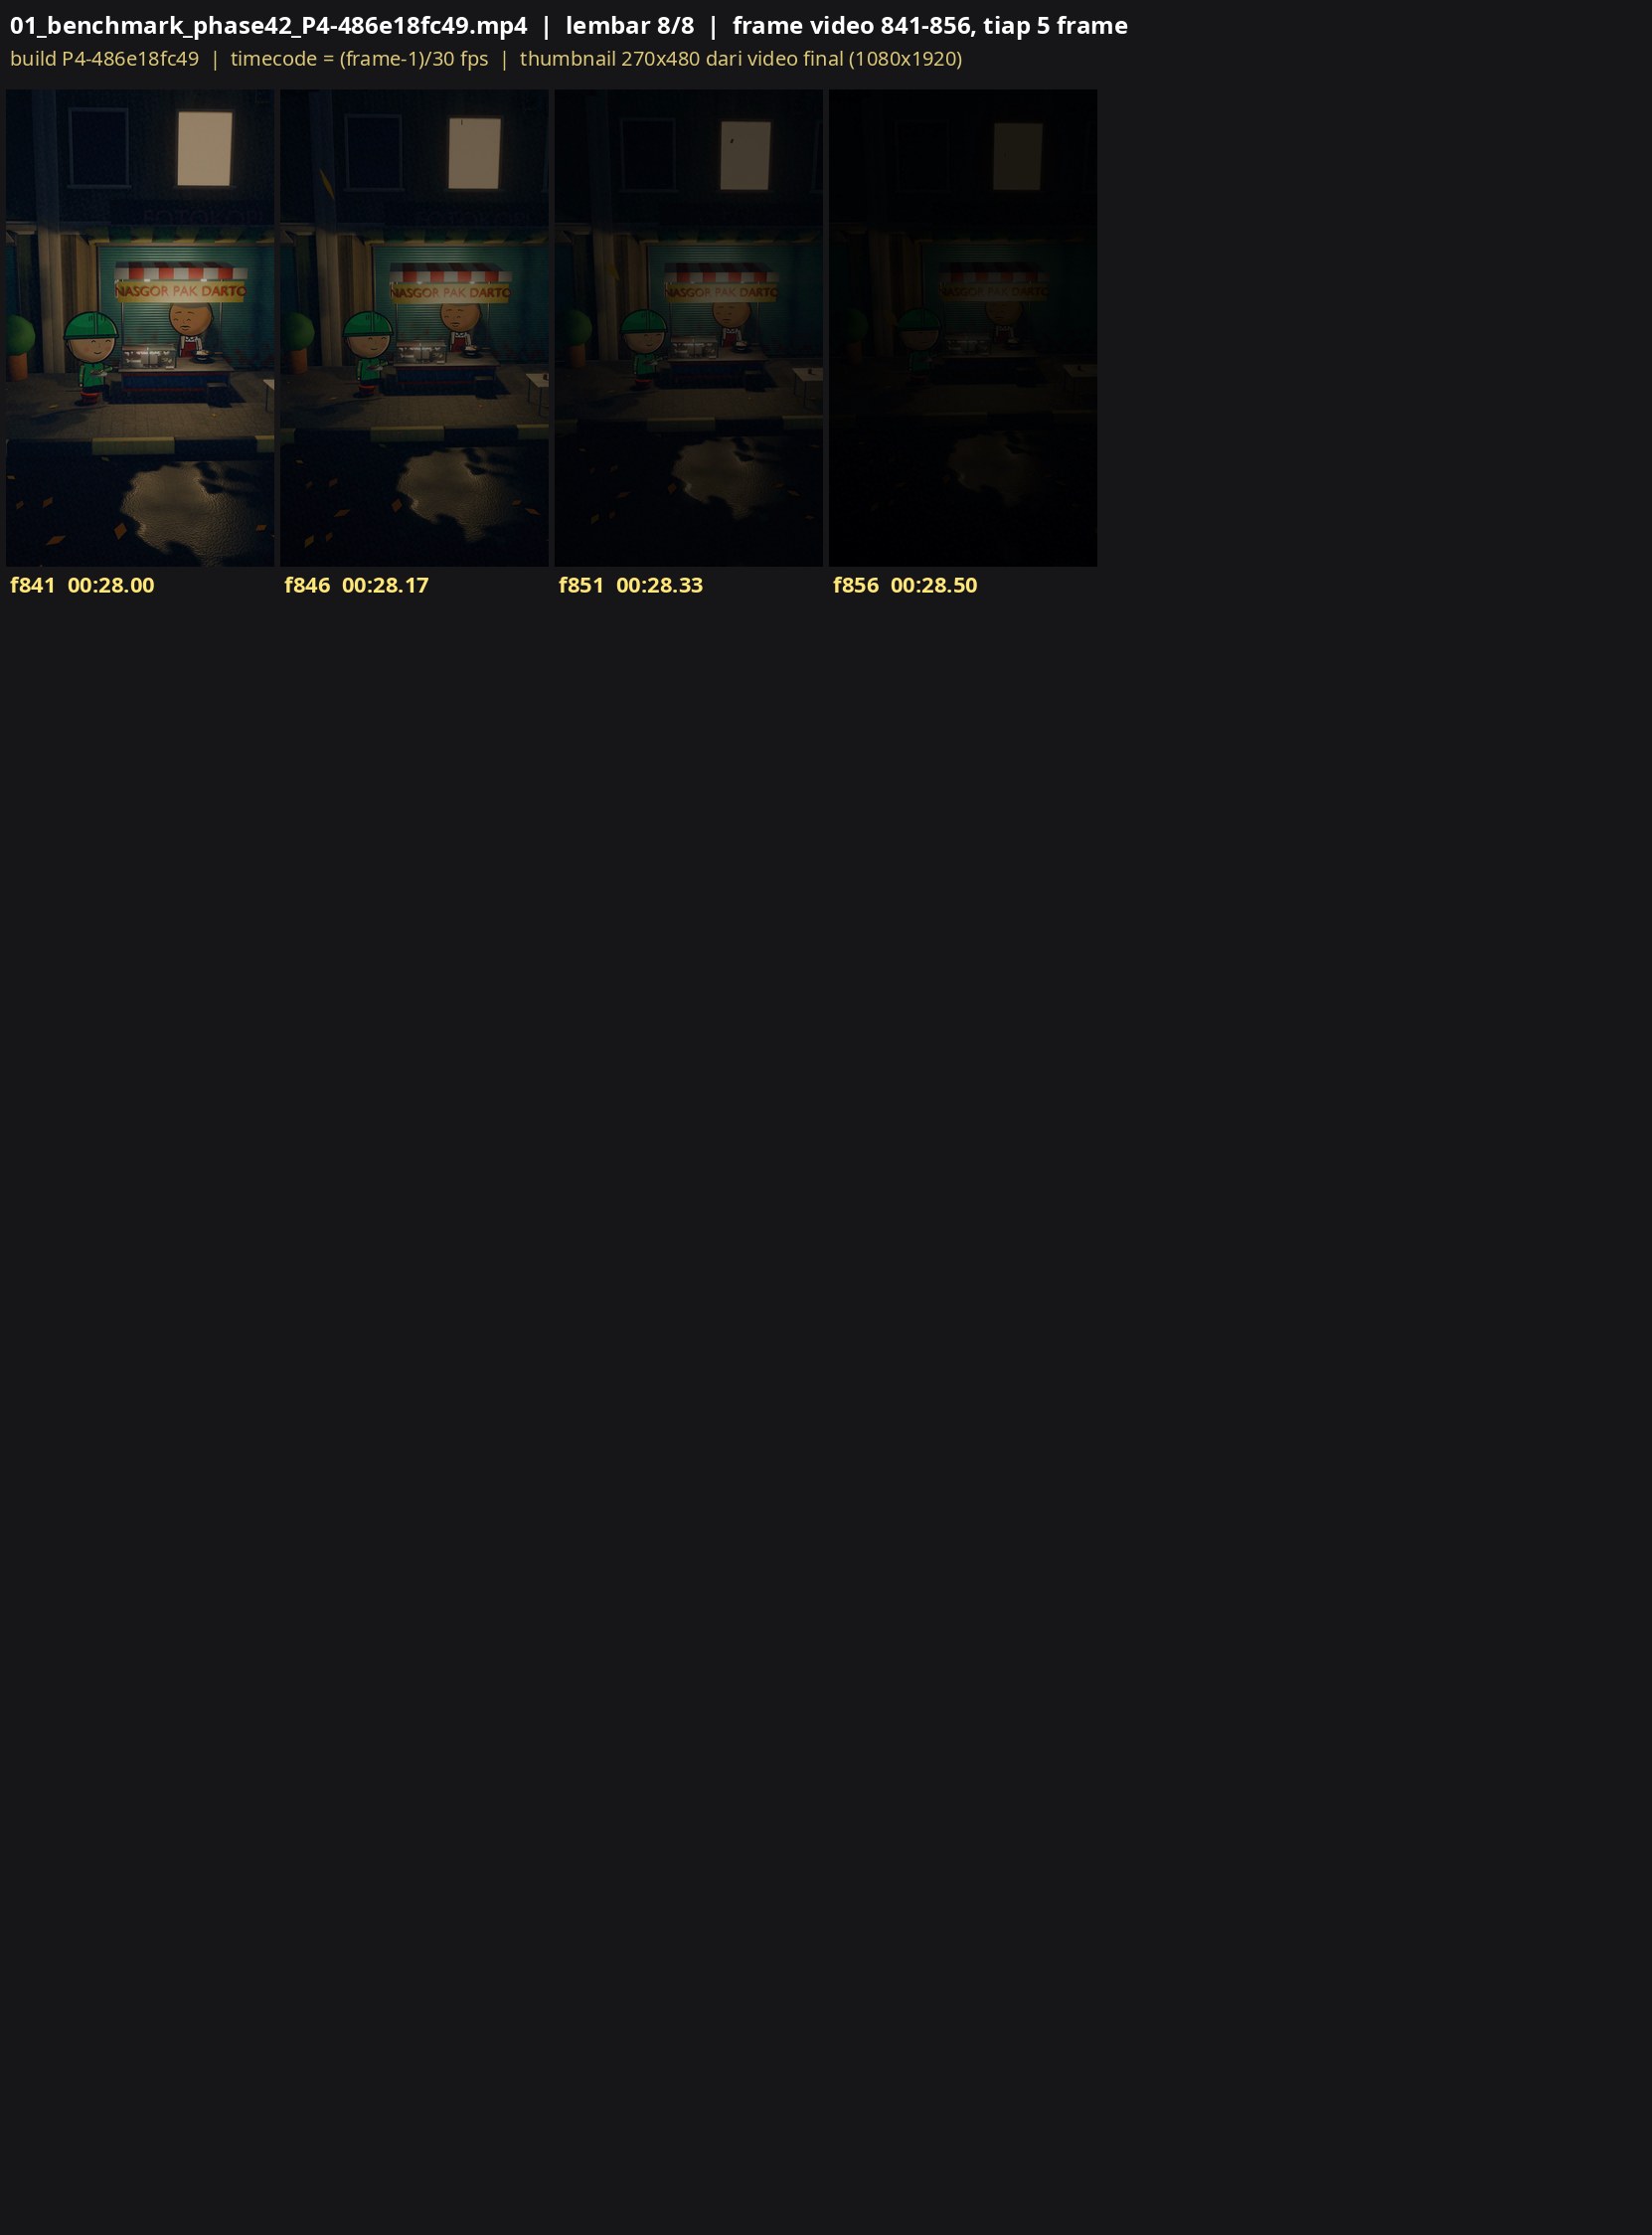 01_benchmark_phase42_P4-486e18fc49.mp4 | lembar 8/8 | frame video 841-856, tiap 5 frame
build P4-486e18fc49 | timecode = (frame-1)/30 fps | thumbnail 270x480 dari video final (1080x1920)
FOTOKOPI
NASGOR PAK DARTO
FOTOKOPI
NASGOR PAK DARTO
NASGOR PAK DARTO
NASGOR PAK DARTO
f841 00:28.00
f846 00:28.17
f851 00:28.33
f856 00:28.50